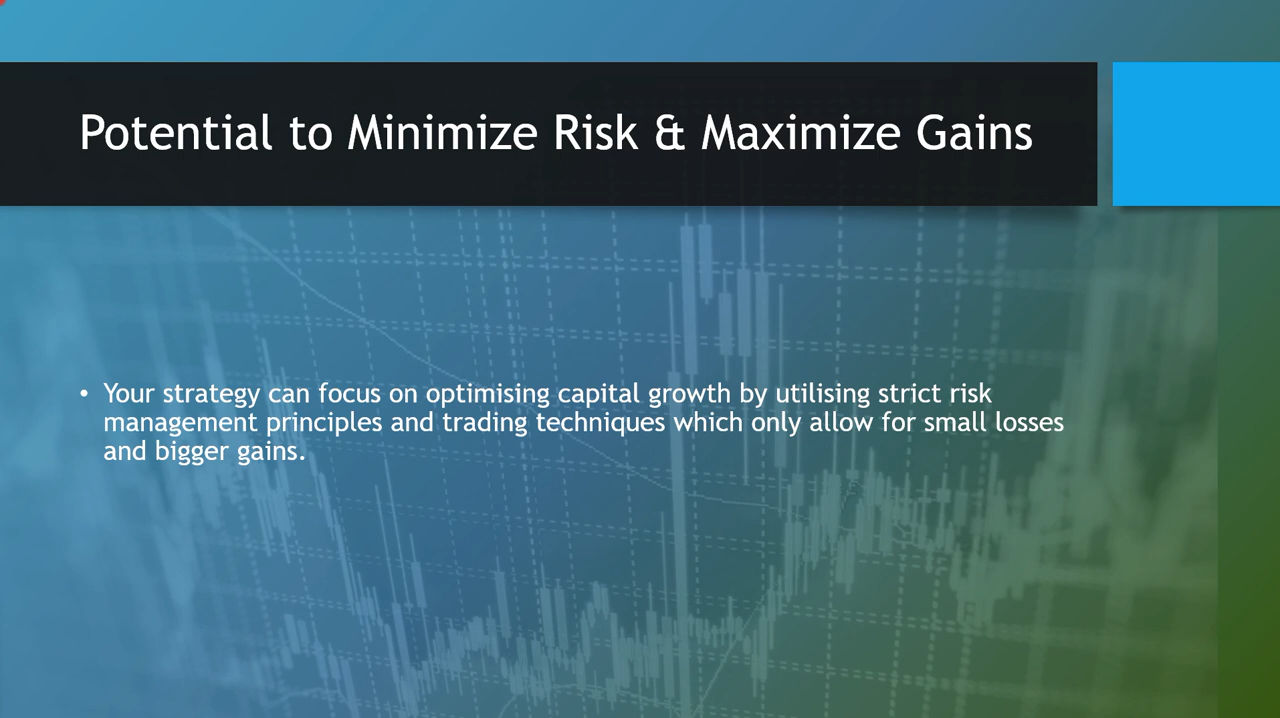 Potential to Minimize Risk & Maximize Gains
• Your strategy can focus on optimising capital growth by utilising strict risk
management principles and trading techniques which only allow for small losses
and bigger gains.